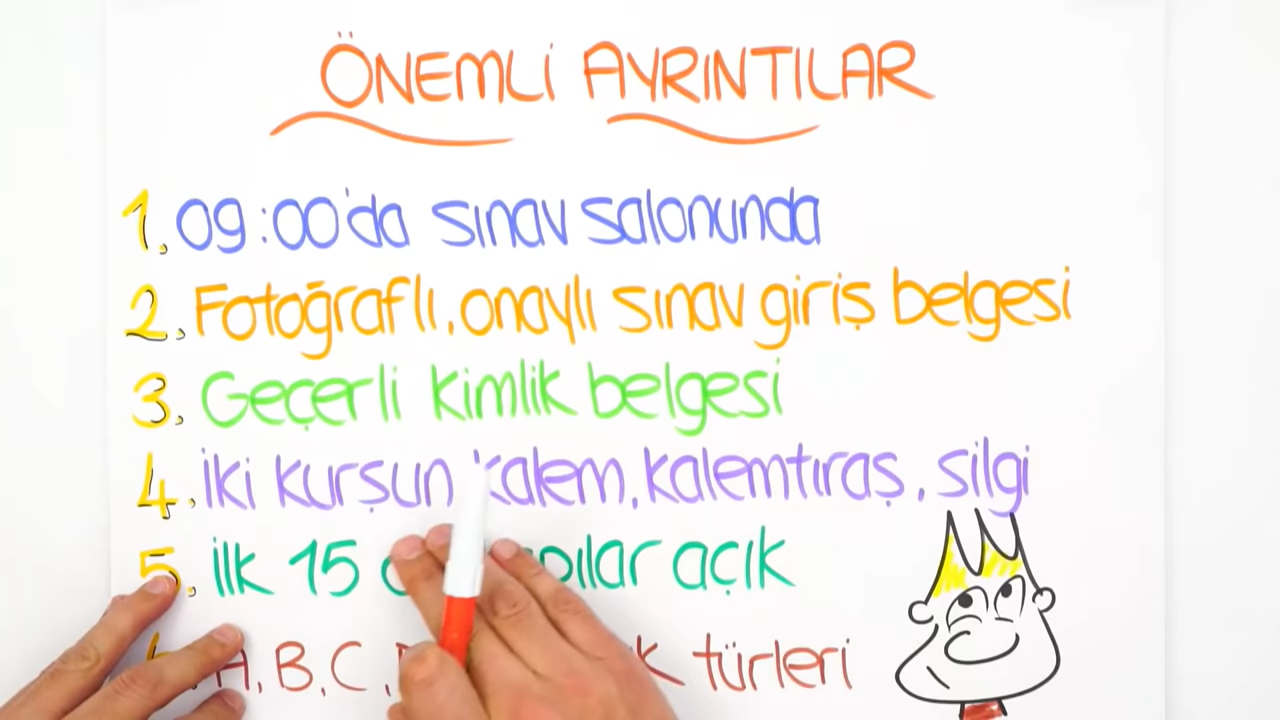 ÖNEMLİ AYRINTILAR
1. 09:00'da sınav salonunda
2. Fotoğraflı, onaylı sınav giriş belgesi
3. Geçerli kimlik belgesi
4. İki kurşun kalem, kalemtıraş, silgi
5. İlk 15 açık
A, B, C, türleri